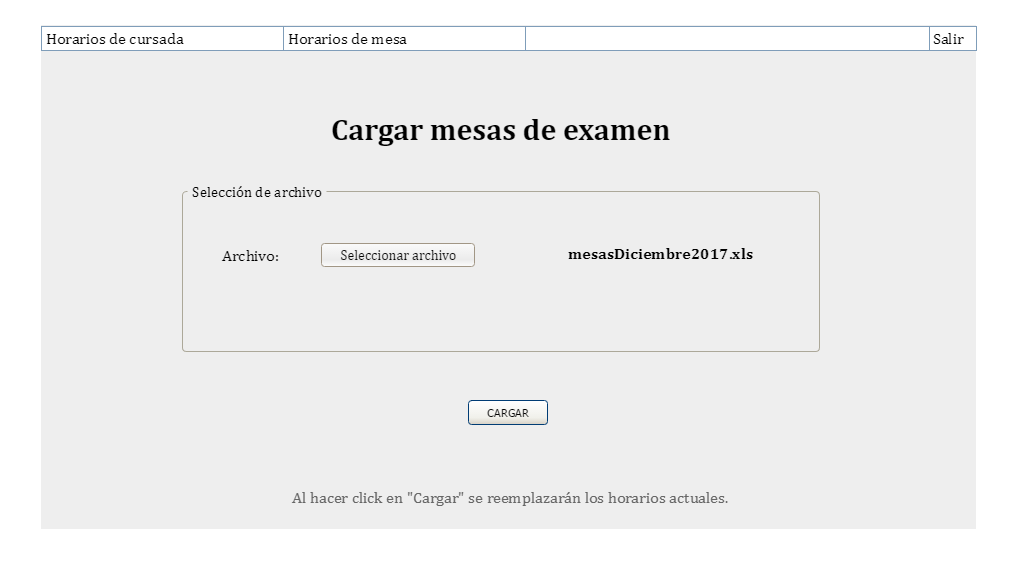 Horarios de cursada Horarios de mesa Salir
Cargar mesas de examen
Selección de archivo
Archivo: Seleccionar archivo mesasDiciembre2017.xls
CARGAR
Al hacer click en "Cargar" se reemplazarán los horarios actuales.